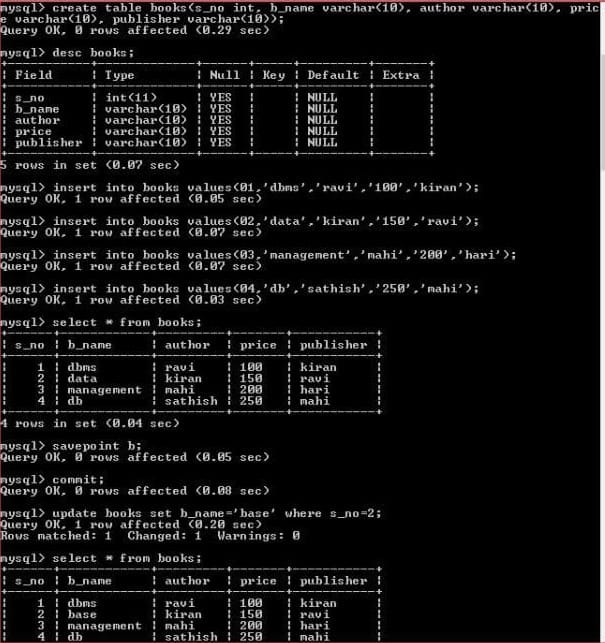 mysql> create table books(s_no int, b_name varchar(10), author varchar(10), pric
e varchar(10), publisher varchar(10));
Query OK, 0 rows affected (0.29 sec)
mysql> desc books;
+-----------+-------------+------+-----+---------+-------+
| Field | Type | Null | Key | Default | Extra |
+-----------+-------------+------+-----+---------+-------+
| s_no | int(11) | YES | | NULL | |
| b_name | varchar(10) | YES | | NULL | |
| author | varchar(10) | YES | | NULL | |
| price | varchar(10) | YES | | NULL | |
| publisher | varchar(10) | YES | | NULL | |
+-----------+-------------+------+-----+---------+-------+
5 rows in set (0.07 sec)
mysql> insert into books values(01,'dbms','ravi','100','kiran');
Query OK, 1 row affected (0.05 sec)
mysql> insert into books values(02,'data','kiran','150','ravi');
Query OK, 1 row affected (0.07 sec)
mysql> insert into books values(03,'management','mahi','200','hari');
Query OK, 1 row affected (0.07 sec)
mysql> insert into books values(04,'db','sathish','250','mahi');
Query OK, 1 row affected (0.03 sec)
mysql> select * from books;
+------+------------+---------+-------+-----------+
| s_no | b_name | author | price | publisher |
+------+------------+---------+-------+-----------+
| 1 | dbms | ravi | 100 | kiran |
| 2 | data | kiran | 150 | ravi |
| 3 | management | mahi | 200 | hari |
| 4 | db | sathish | 250 | mahi |
+------+------------+---------+-------+-----------+
4 rows in set (0.04 sec)
mysql> savepoint b;
Query OK, 0 rows affected (0.05 sec)
mysql> commit;
Query OK, 0 rows affected (0.08 sec)
mysql> update books set b_name='base' where s_no=2;
Query OK, 1 row affected (0.20 sec)
Rows matched: 1 Changed: 1 Warnings: 0
mysql> select * from books;
+------+------------+---------+-------+-----------+
| s_no | b_name | author | price | publisher |
+------+------------+---------+-------+-----------+
| 1 | dbms | ravi | 100 | kiran |
| 2 | base | kiran | 150 | ravi |
| 3 | management | mahi | 200 | hari |
| 4 | db | sathish | 250 | mahi |